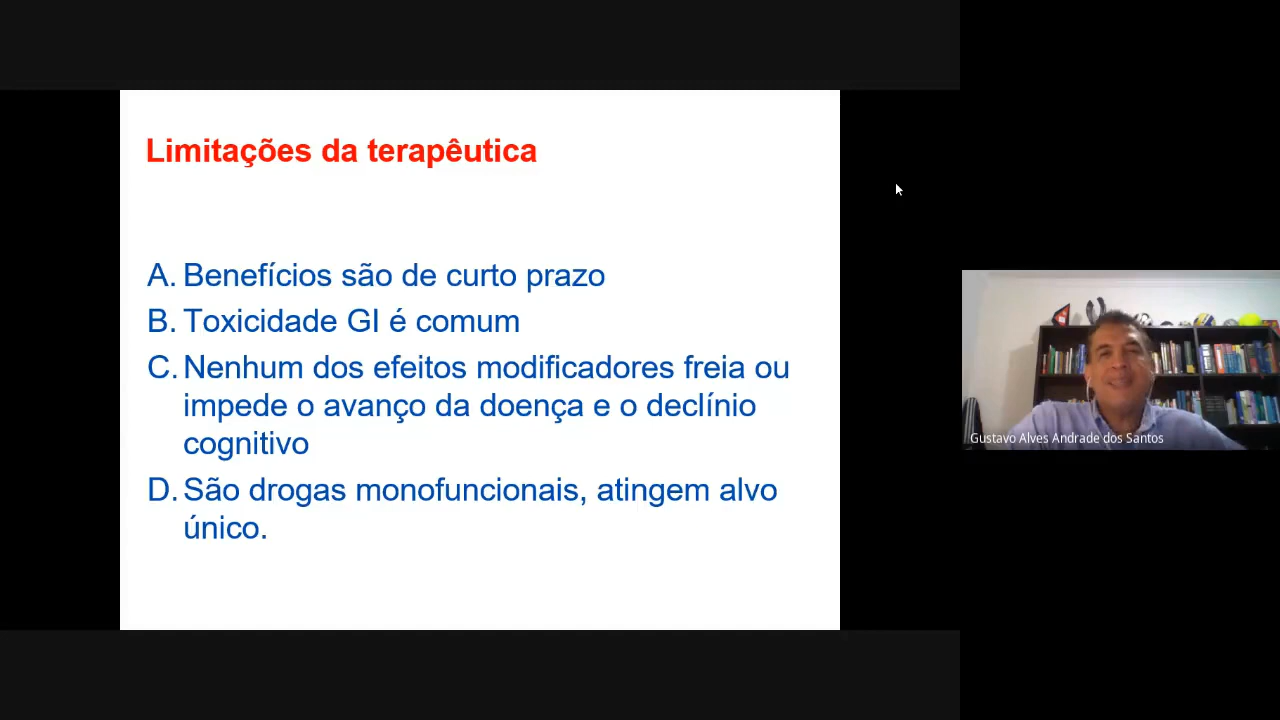 Limitações da terapêutica
A. Benefícios são de curto prazo
B. Toxicidade GI é comum
C. Nenhum dos efeitos modificadores freia ou
impede o avanço da doença e o declínio
cognitivo
D. São drogas monofuncionais, atingem alvo
único.
Gustavo Alves Andrade dos Santos